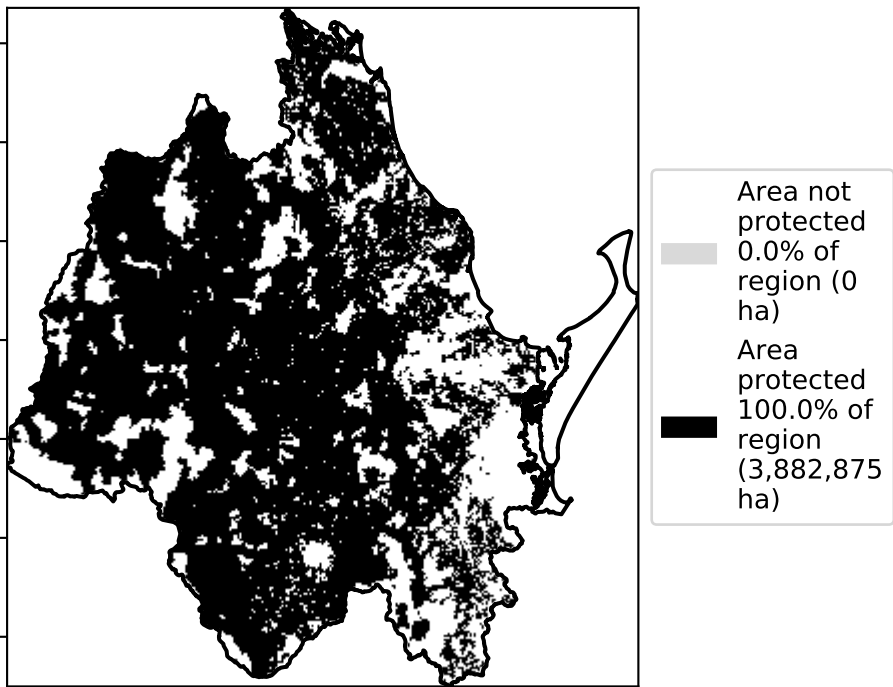 Area not
protected
0.0% of
region (0
ha)
Area
protected
100.0% of
region
(3,882,875
ha)